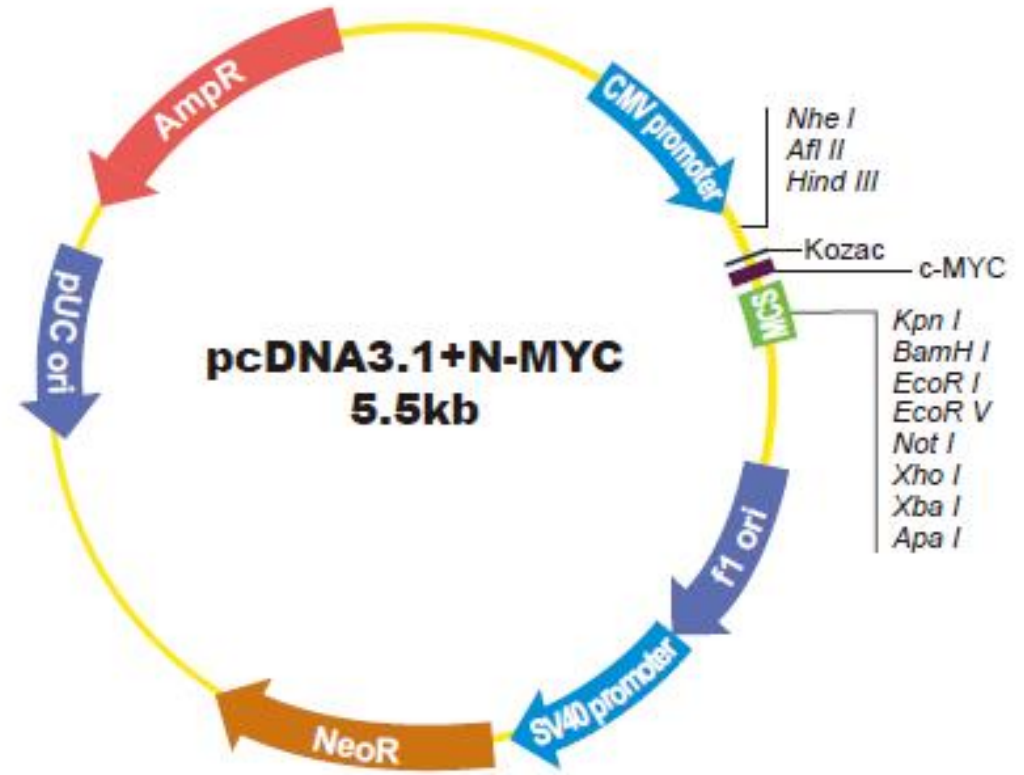 AmpR
CMV promoter
Nhe I
Afl II
Hind III
Kozac
c-MYC
MCS
Kpn I
BamH I
EcoR I
EcoR V
Not I
Xho I
Xba I
Apa I
pUC ori
pcDNA3.1+N-MYC
5.5kb
f1 ori
SV40 promoter
NeoR